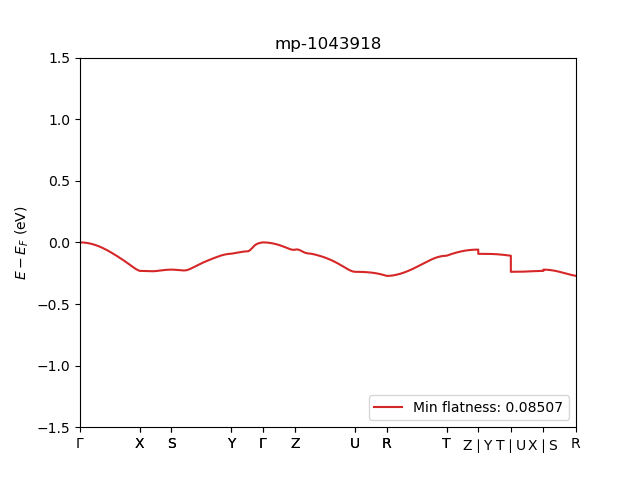 mp-1043918
1.5
1.0
0.5
0.0
−0.5
−1.0
−1.5
E − E_F (eV)
Min flatness: 0.08507
Γ X S Y Γ Z U R T Z | Y T | U X | S R